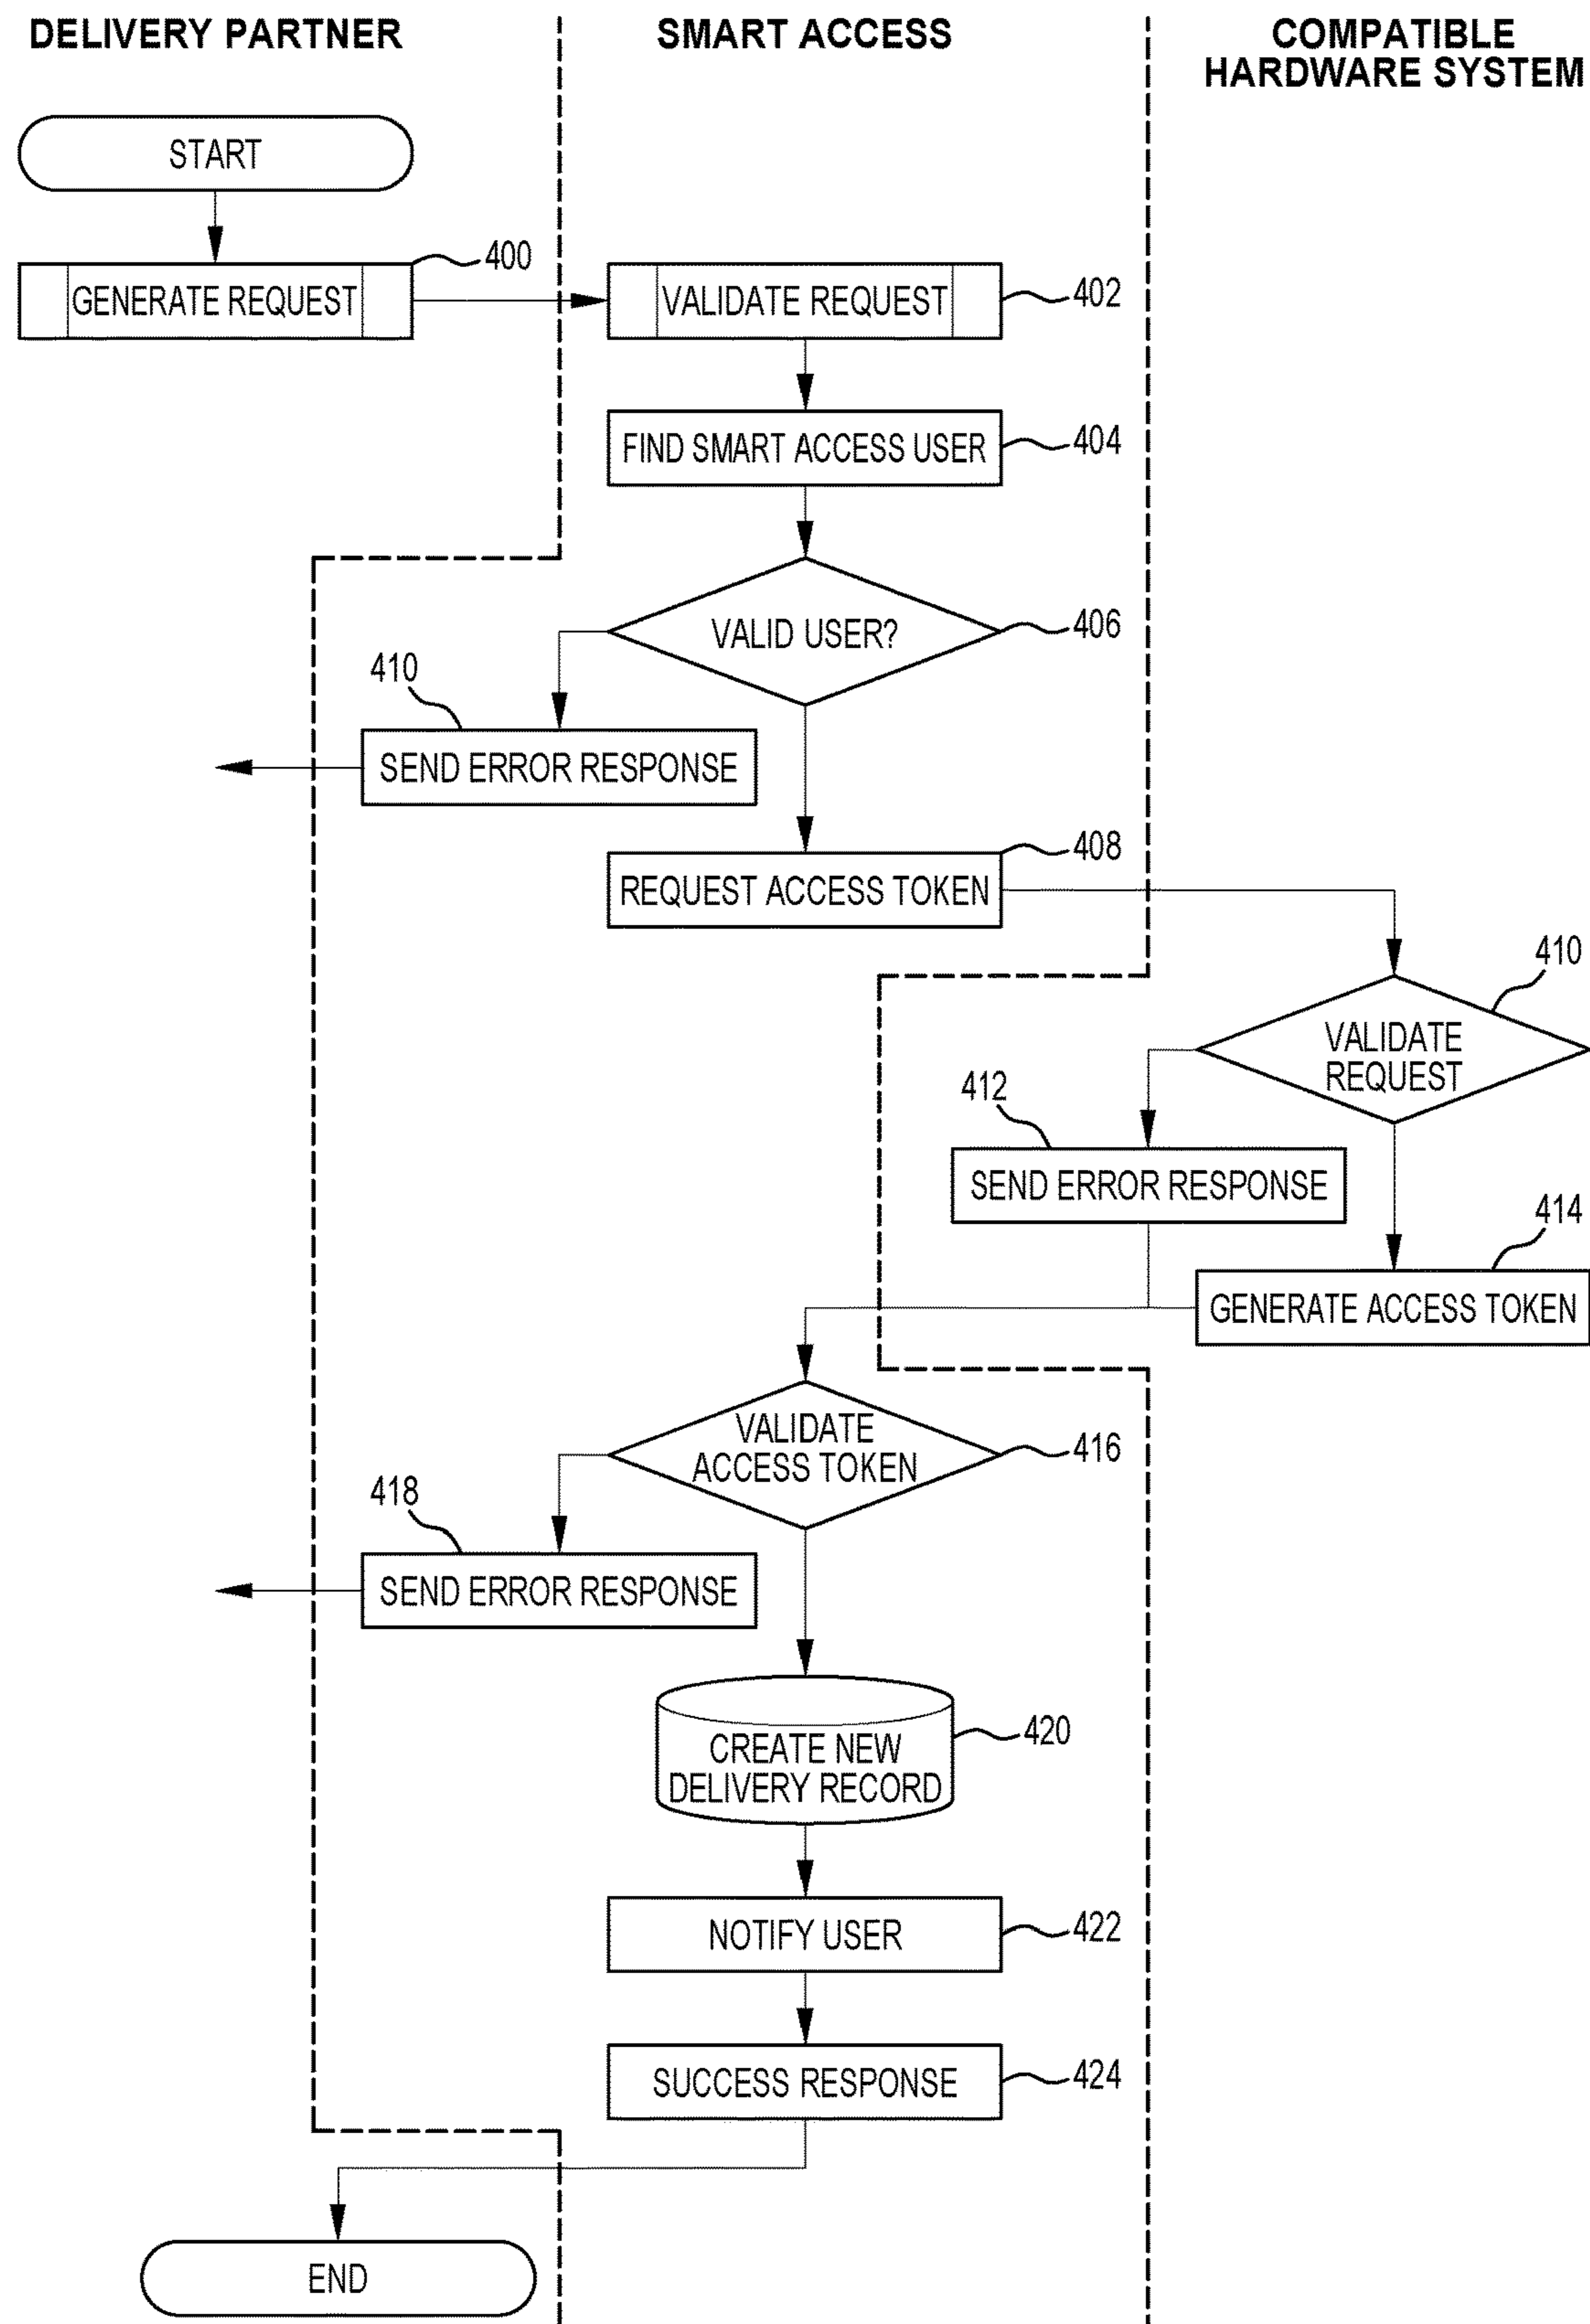 DELIVERY PARTNER
SMART ACCESS
COMPATIBLE
HARDWARE SYSTEM
START
400
GENERATE REQUEST
VALIDATE REQUEST
402
FIND SMART ACCESS USER
404
VALID USER?
406
410
SEND ERROR RESPONSE
408
REQUEST ACCESS TOKEN
410
VALIDATE
REQUEST
412
SEND ERROR RESPONSE
414
GENERATE ACCESS TOKEN
VALIDATE
ACCESS TOKEN
416
418
SEND ERROR RESPONSE
CREATE NEW
DELIVERY RECORD
420
NOTIFY USER
422
SUCCESS RESPONSE
424
END